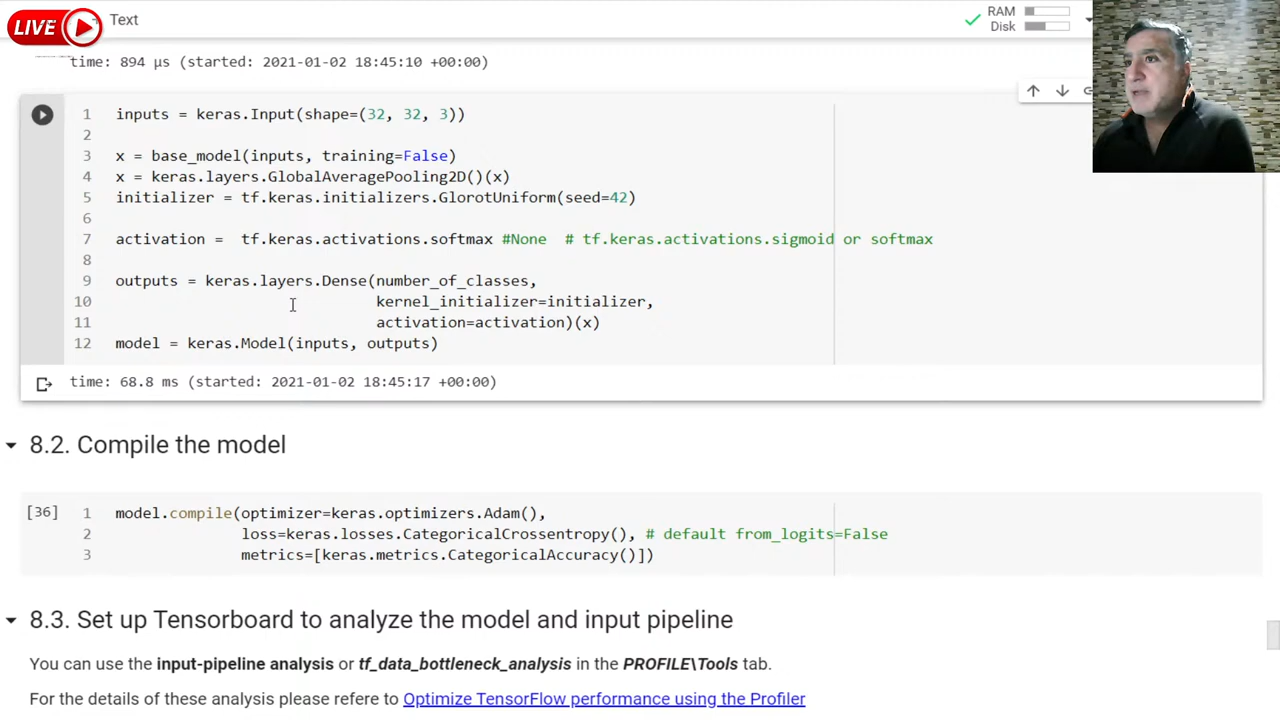 LIVE
Text
RAM
Disk
time: 894 µs (started: 2021-01-02 18:45:10 +00:00)
1 inputs = keras.Input(shape=(32, 32, 3))
2
3 x = base_model(inputs, training=False)
4 x = keras.layers.GlobalAveragePooling2D()(x)
5 initializer = tf.keras.initializers.GlorotUniform(seed=42)
6
7 activation =  tf.keras.activations.softmax #None  # tf.keras.activations.sigmoid or softmax
8
9 outputs = keras.layers.Dense(number_of_classes,
10 kernel_initializer=initializer,
11 activation=activation)(x)
12 model = keras.Model(inputs, outputs)
time: 68.8 ms (started: 2021-01-02 18:45:17 +00:00)
8.2. Compile the model
[36] 1 model.compile(optimizer=keras.optimizers.Adam(),
2 loss=keras.losses.CategoricalCrossentropy(), # default from_logits=False
3 metrics=[keras.metrics.CategoricalAccuracy()])
8.3. Set up Tensorboard to analyze the model and input pipeline
You can use the input-pipeline analysis or tf_data_bottleneck_analysis in the PROFILE\Tools tab.
For the details of these analysis please refer to Optimize TensorFlow performance using the Profiler